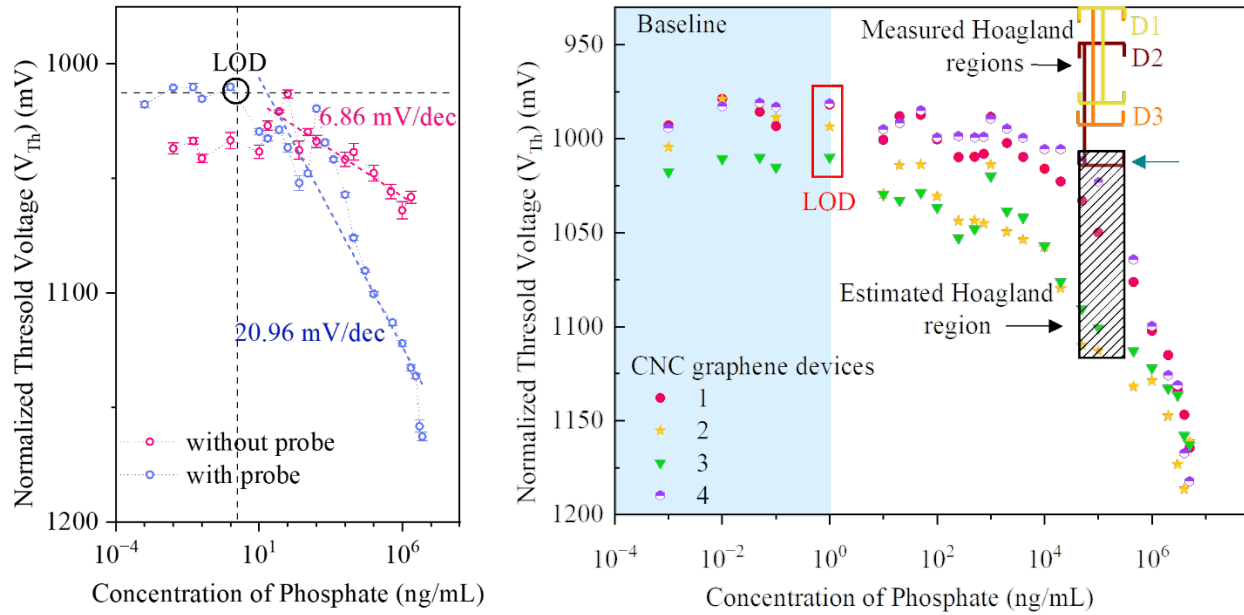 Normalized Thresold Voltage (V_Th) (mV)
1000
1100
1200
LOD
6.86 mV/dec
20.96 mV/dec
without probe
with probe
10⁻⁴
10¹
10⁶
Concentration of Phosphate (ng/mL)
Normalized Thresold Voltage (V_Th) (mV)
950
1000
1050
1100
1150
1200
Baseline
Measured Hoagland
regions
D1
D2
D3
LOD
Estimated Hoagland
region
CNC graphene devices
1
2
3
4
10⁻⁴
10⁻²
10⁰
10²
10⁴
10⁶
Concentration of Phosphate (ng/mL)